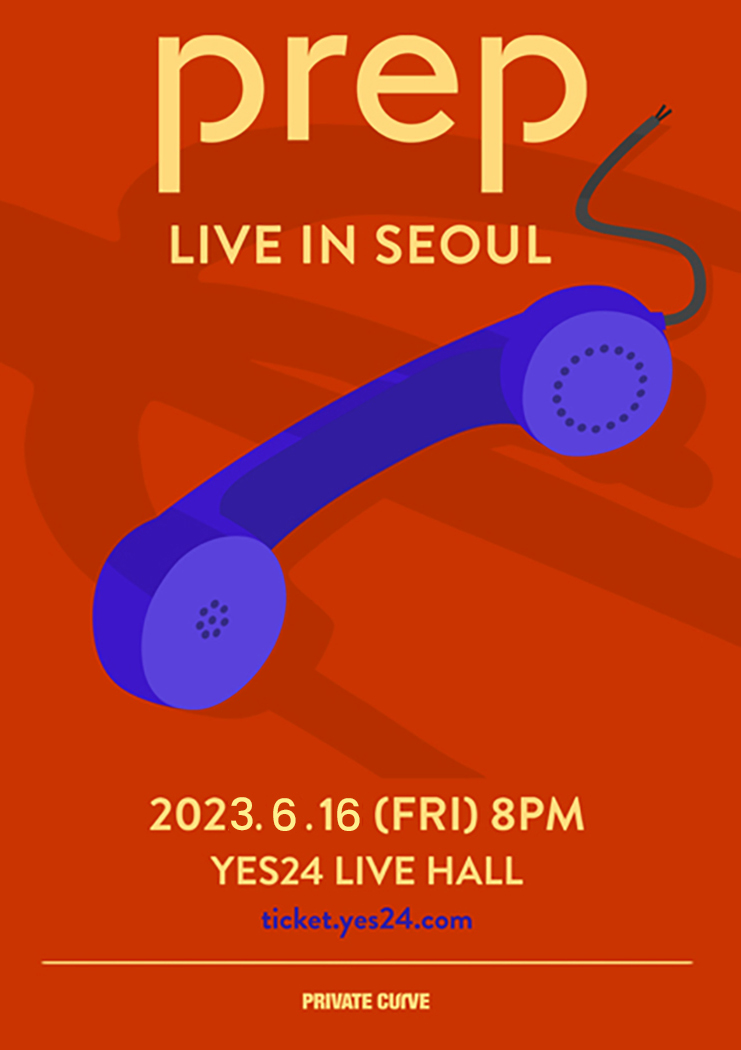 prep
LIVE IN SEOUL
2023. 6 . 16 (FRI) 8PM
YES24 LIVE HALL
ticket.yes24.com
PRIVATE CURVE